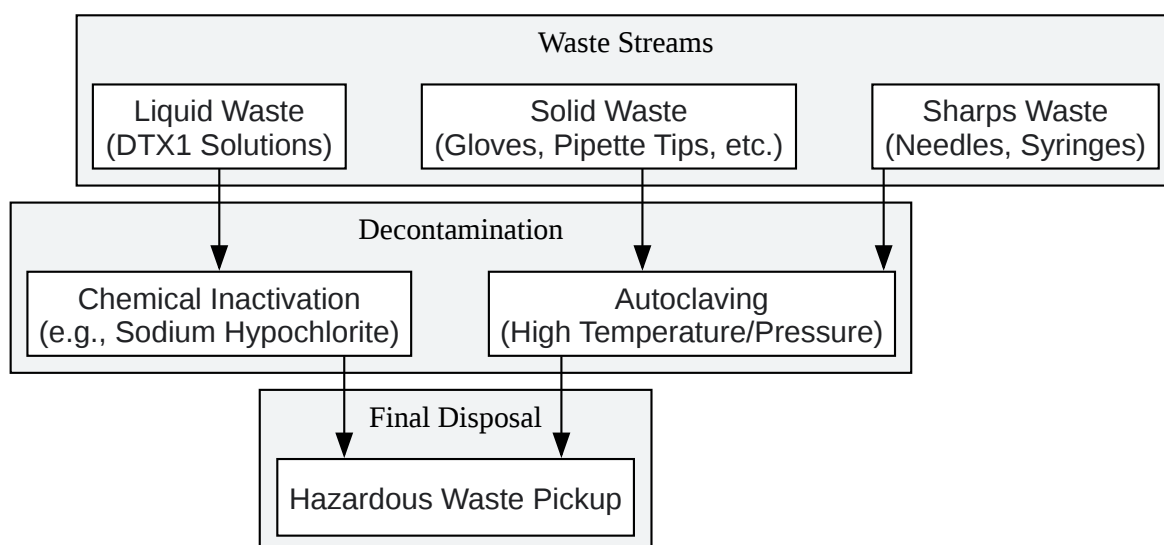 Waste Streams
Liquid Waste
(DTX1 Solutions)
Solid Waste
(Gloves, Pipette Tips, etc.)
Sharps Waste
(Needles, Syringes)
Decontamination
Chemical Inactivation
(e.g., Sodium Hypochlorite)
Autoclaving
(High Temperature/Pressure)
Final Disposal
Hazardous Waste Pickup